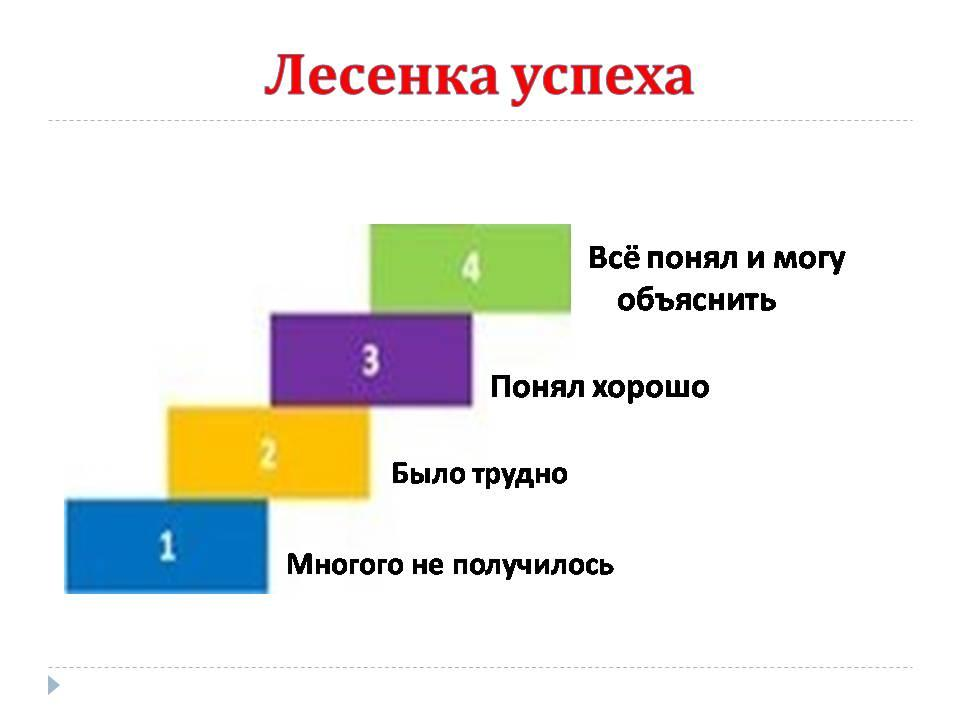 Лесенка успеха
4
Всё понял и могу
объяснить
3
Понял хорошо
2
Было трудно
1
Многого не получилось